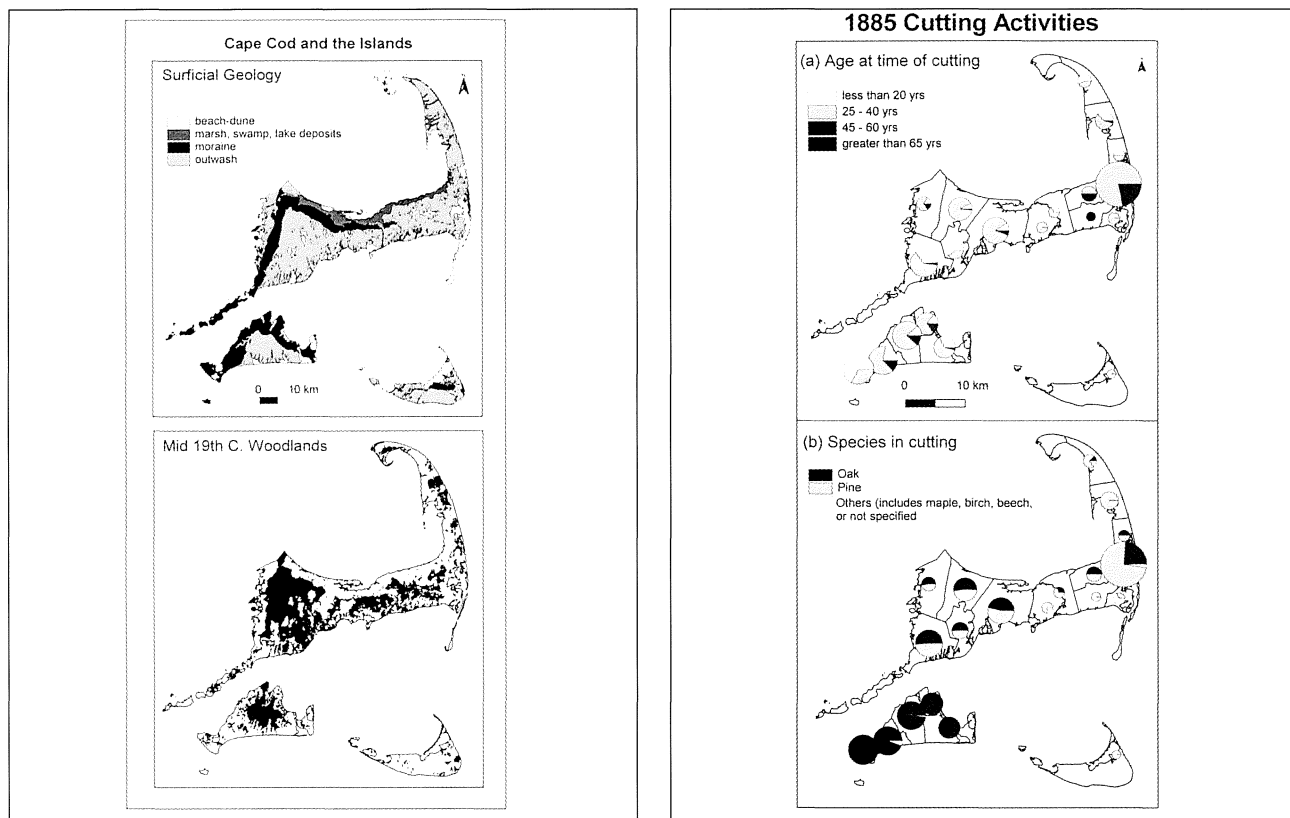 Cape Cod and the Islands
Surficial Geology
beach-dune
marsh, swamp, lake deposits
moraine
outwash
0 10 km
Mid 19th C. Woodlands
1885 Cutting Activities
(a) Age at time of cutting
less than 20 yrs
25 - 40 yrs
45 - 60 yrs
greater than 65 yrs
0 10 km
(b) Species in cutting
Oak
Pine
Others (includes maple, birch, beech,
or not specified